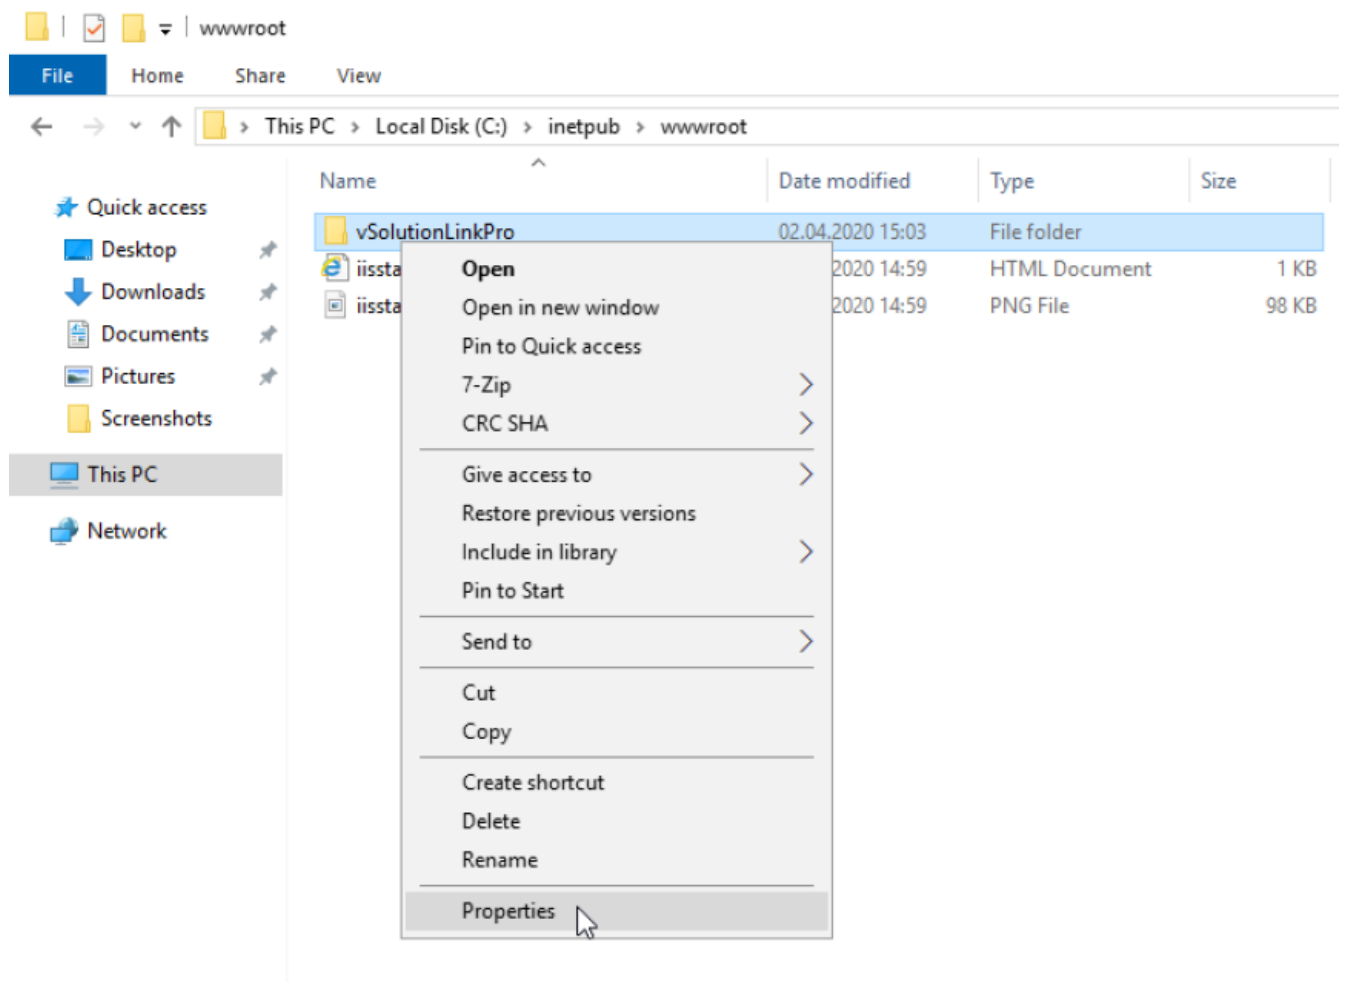 wwwroot
File Home Share View
This PC > Local Disk (C:) > inetpub > wwwroot
Name Date modified Type Size
Quick access
Desktop
Downloads
Documents
Pictures
Screenshots
This PC
Network
vSolutionLinkPro 02.04.2020 15:03 File folder
iissta 2020 14:59 HTML Document 1 KB
iissta 2020 14:59 PNG File 98 KB
Open
Open in new window
Pin to Quick access
7-Zip
CRC SHA
Give access to
Restore previous versions
Include in library
Pin to Start
Send to
Cut
Copy
Create shortcut
Delete
Rename
Properties